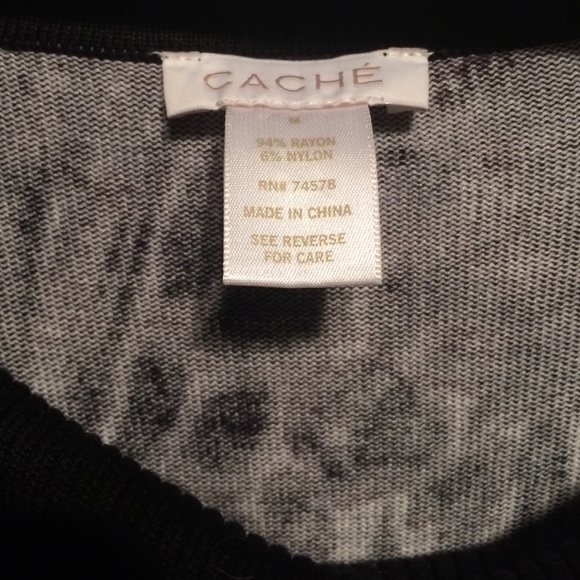 CACHÉ
M
94% RAYON
6% NYLON
RN# 74578
MADE IN CHINA
SEE REVERSE
FOR CARE